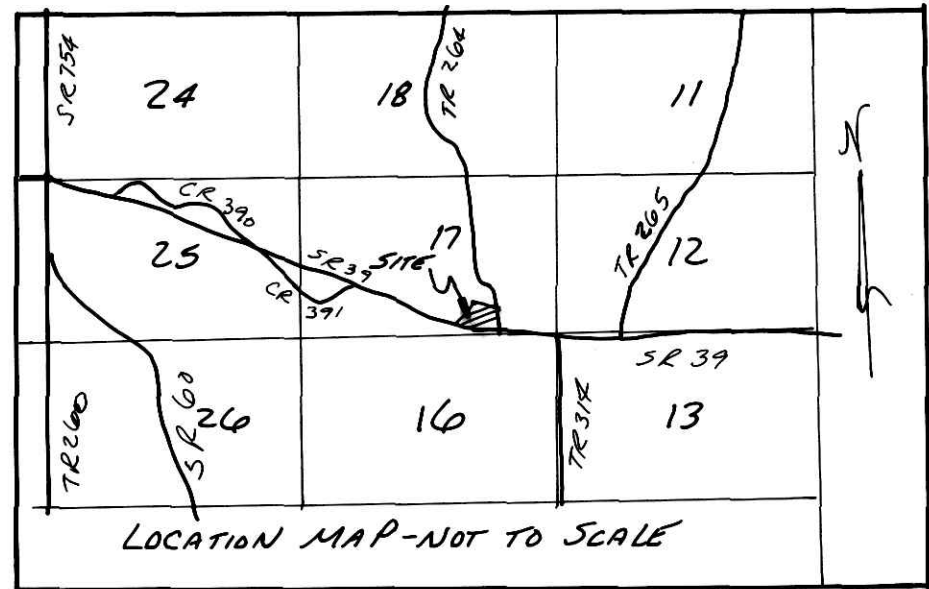 SR 754
24
18
TR 264
11
N
CR 390
25
SR 39
CR 391
17
SITE
TR 265
12
SR 39
TR 260
SR 60
26
16
TR 314
13
LOCATION MAP - NOT TO SCALE